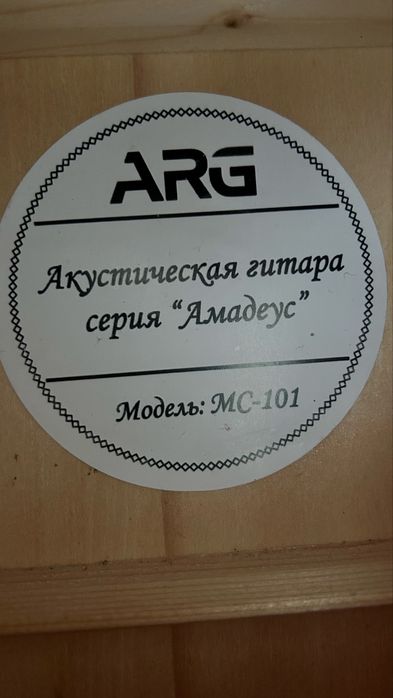 ARG
Акустическая гитара
серия “Амадеус”
Модель: МС-101